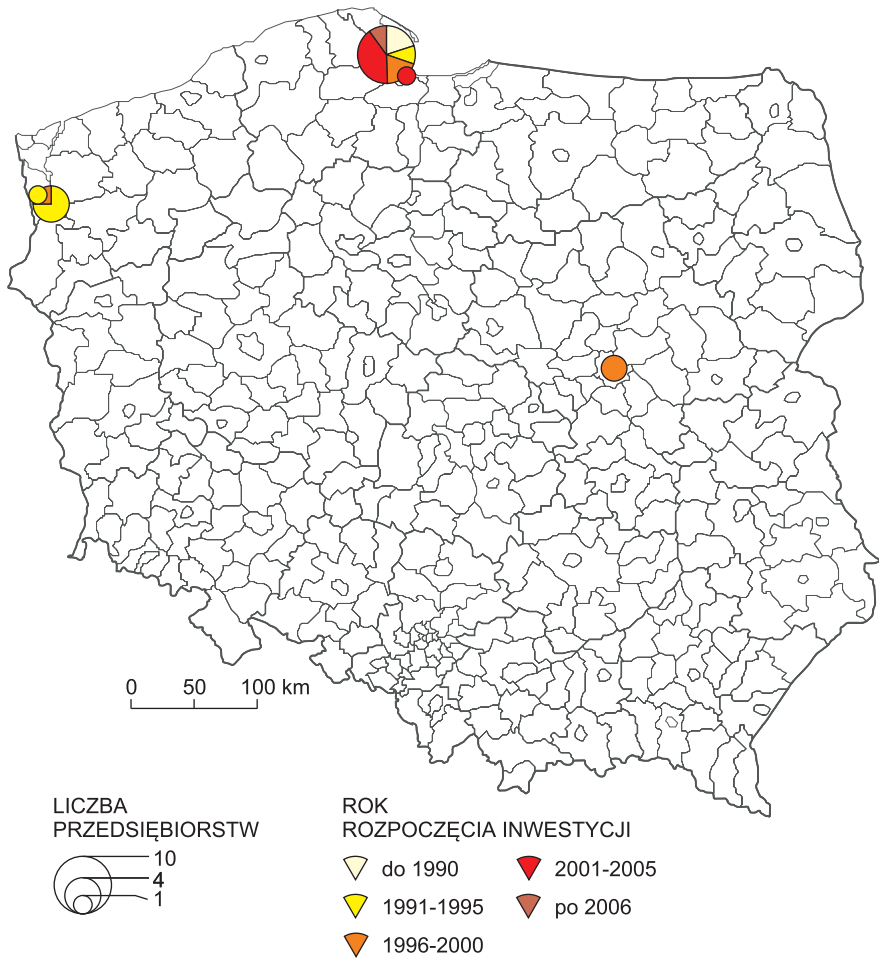 0 50 100 km
LICZBA
PRZEDSIĘBIORSTW
10
4
1
ROK
ROZPOCZĘCIA INWESTYCJI
do 1990
1991-1995
1996-2000
2001-2005
po 2006